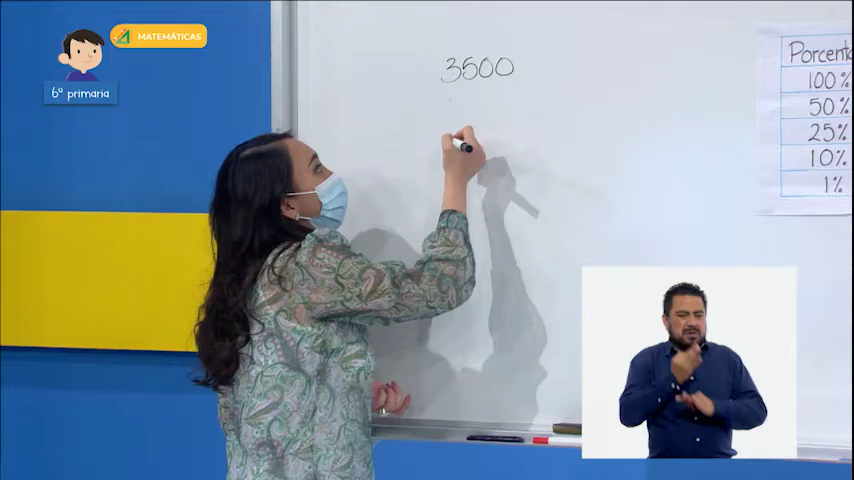 MATEMÁTICAS
6º primaria
3500
Porcent
100%
50%
25%
10%
1%